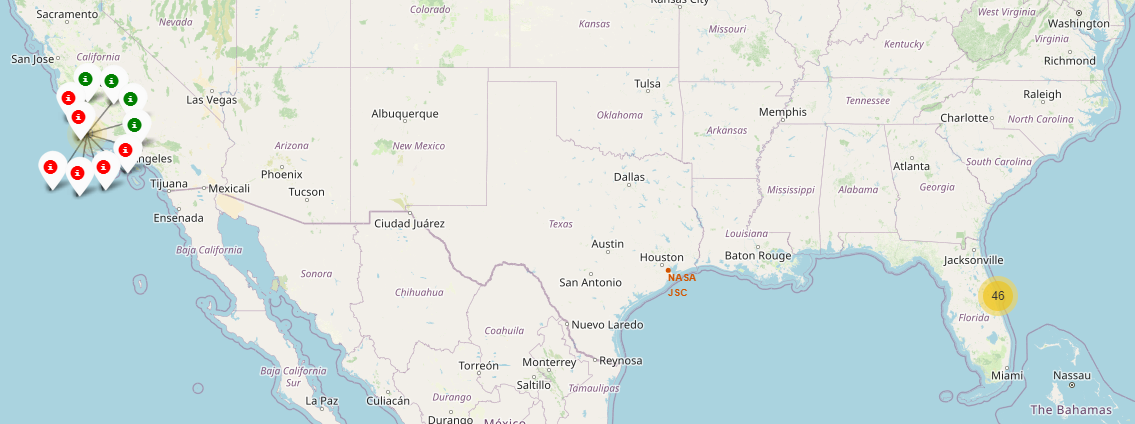 Kansas City
Sacramento
Nevada
Colorado
Kansas
Missouri
West Virginia
Washington
Virginia
Kentucky
San Jose
California
Richmond
Las Vegas
Tulsa
Raleigh
Albuquerque
Oklahoma
Memphis
Tennessee
Charlotte
North Carolina
Arkansas
Arizona
New Mexico
Atlanta
South Carolina
Phoenix
Dallas
Mississippi
Alabama
Georgia
Tijuana
Mexicali
Tucson
Ensenada
Ciudad Juárez
Texas
Louisiana
Baja California
Austin
Houston
Baton Rouge
Jacksonville
NASA
JSC
Sonora
San Antonio
Chihuahua
46
Florida
Nuevo Laredo
Coahuila
Reynosa
Torreón
Monterrey
Saltillo
Tamaulipas
Baja California
Sur
Miami
Nassau
La Paz
Culiacán
Durango
Durango
México
The Bahamas